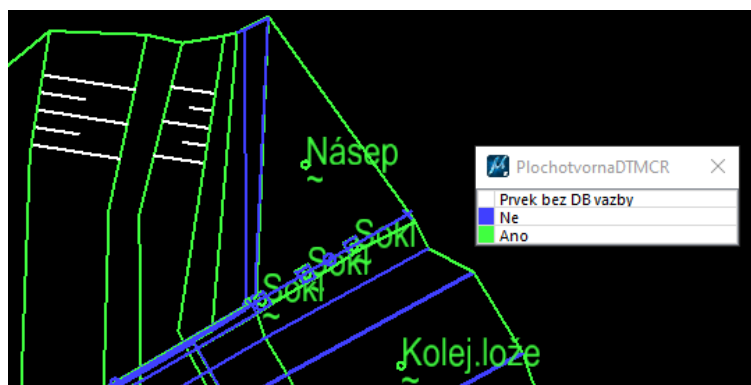 Násep
~
PlochotvornaDTMCR
Prvek bez DB vazby
Ne
Ano
Sokl
~
Sokl
~
Sokl
~
Kolej.lože
~